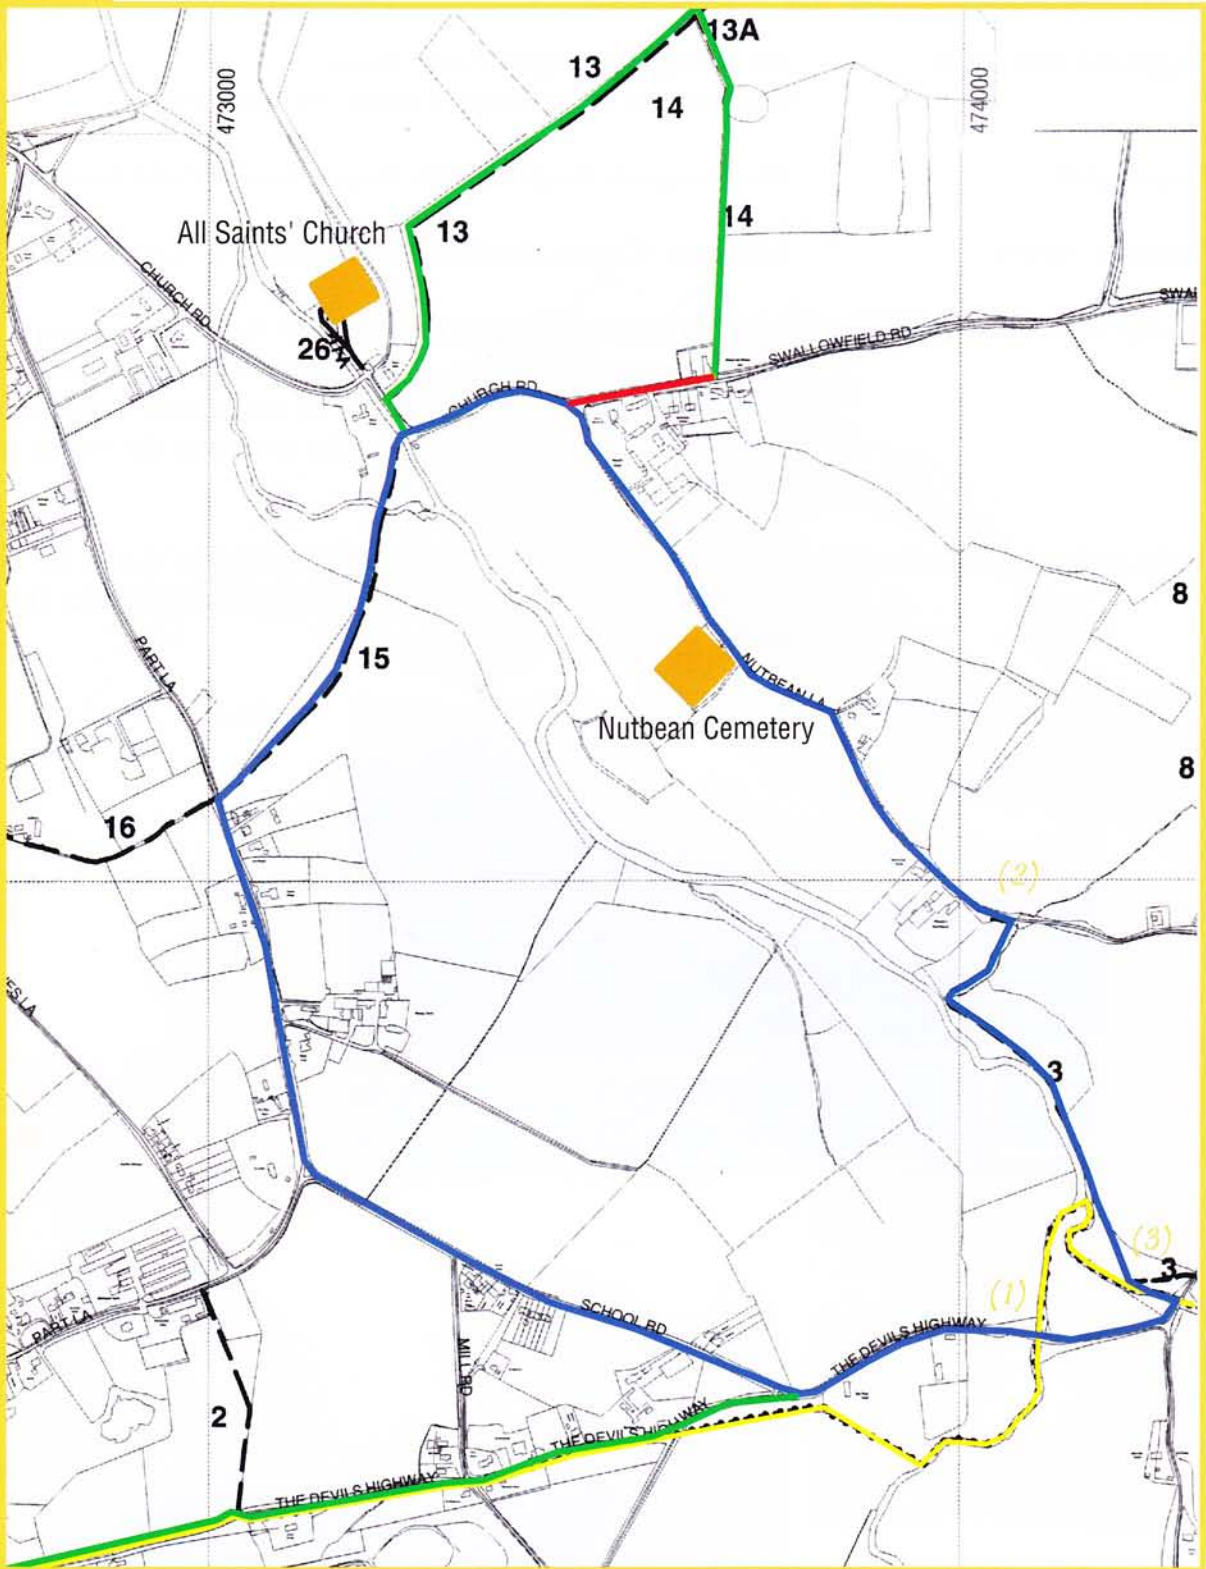 13A
13
473000
14
474000
14
All Saints' Church
13
CHURCH RD
26
SWALLOWFIELD RD
CHURCH RD
8
PART LA
15
NUTBEAN LA
Nutbean Cemetery
8
16
(2)
3
(3)
3
(1)
SCHOOL RD
PART LA
THE DEVILS HIGHWAY
MILL RD
2
THE DEVILS HIGHWAY
THE DEVILS HIGHWAY